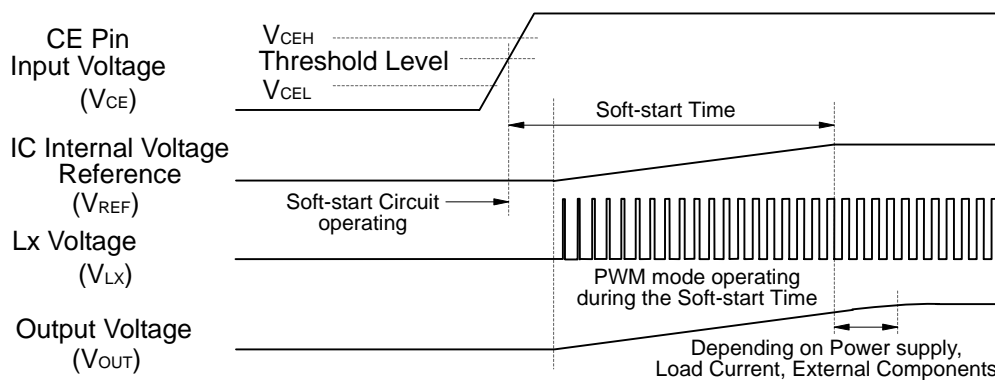 CE Pin
Input Voltage
(VCE)
VCEH
Threshold Level
VCEL
Soft-start Time
IC Internal Voltage
Reference
(VREF)
Soft-start Circuit
operating
Lx Voltage
(VLX)
PWM mode operating
during the Soft-start Time
Output Voltage
(VOUT)
Depending on Power supply,
Load Current, External Components